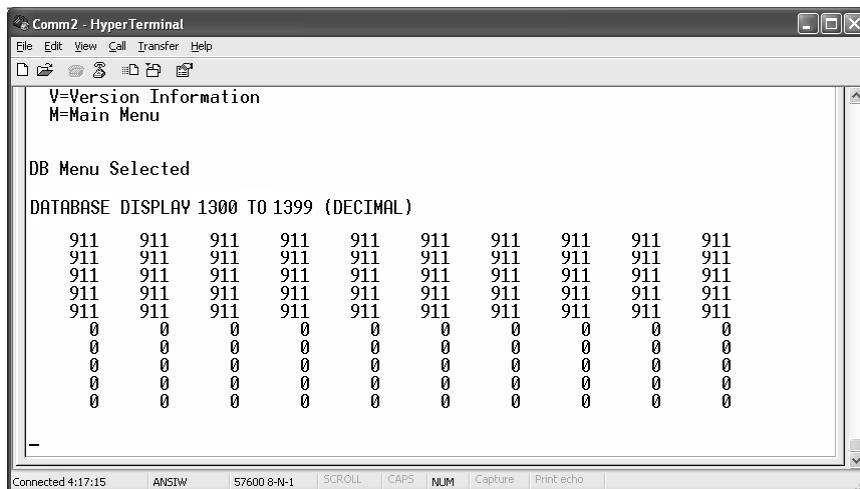 Comm2 - HyperTerminal
File Edit View Call Transfer Help
V=Version Information
M=Main Menu
DB Menu Selected
DATABASE DISPLAY 1300 TO 1399 (DECIMAL)
911 911 911 911 911 911 911 911 911 911
911 911 911 911 911 911 911 911 911 911
911 911 911 911 911 911 911 911 911 911
911 911 911 911 911 911 911 911 911 911
911 911 911 911 911 911 911 911 911 911
0 0 0 0 0 0 0 0 0 0
0 0 0 0 0 0 0 0 0 0
0 0 0 0 0 0 0 0 0 0
0 0 0 0 0 0 0 0 0 0
0 0 0 0 0 0 0 0 0 0
_
Connected 4:17:15 ANSIW 57600 8-N-1 SCROLL CAPS NUM Capture Print echo